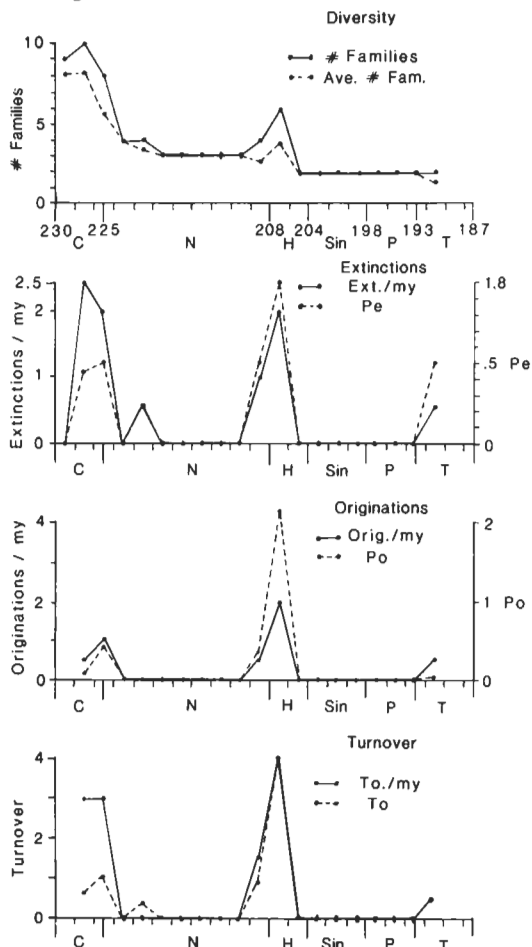 Diversity
10
# Families
Ave. # Fam.
5
0
# Families
230 225 208 204 198 193 187
C N H Sin P T
Extinctions
Ext./my
Pe
2.5
2
1
0
Extinctions / my
1.8
.5
0
Pe
C N H Sin P T
Originations
Orig./my
Po
4
2
0
Originations / my
2
1
0
Po
C N H Sin P T
Turnover
To./my
To
4
2
0
Turnover
C N H Sin P T